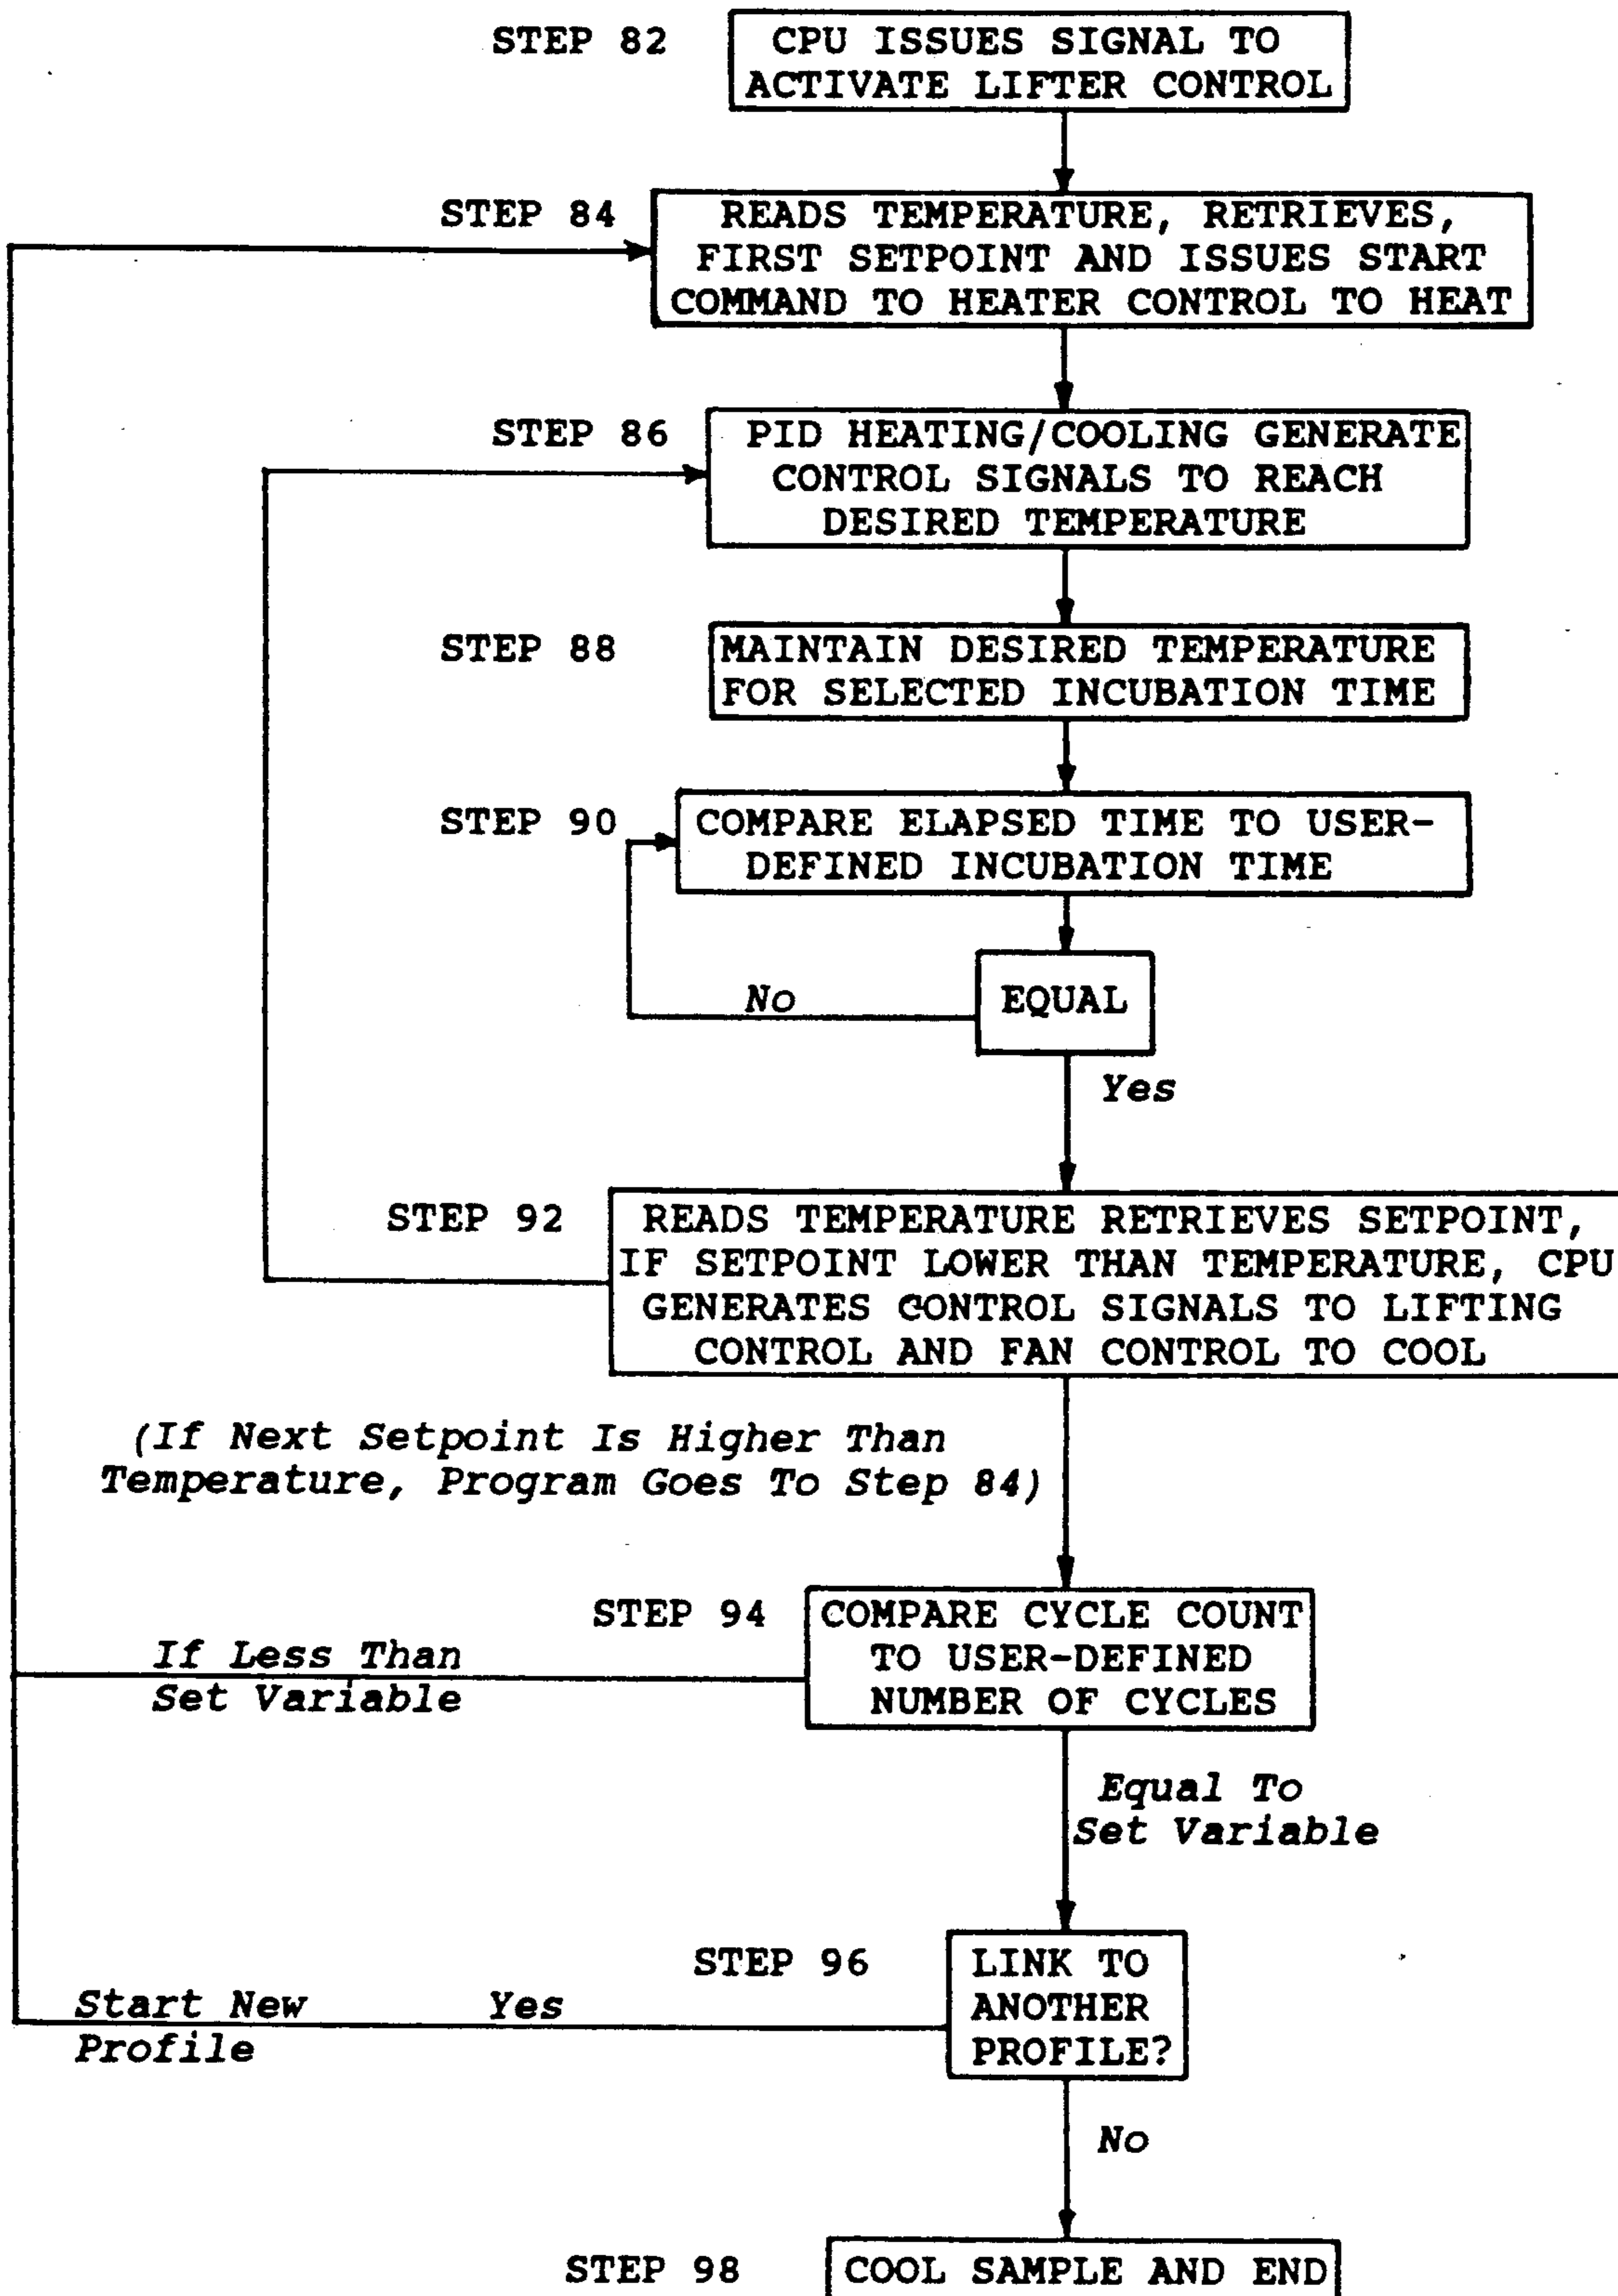 STEP 82
CPU ISSUES SIGNAL TO
ACTIVATE LIFTER CONTROL
STEP 84
READS TEMPERATURE, RETRIEVES,
FIRST SETPOINT AND ISSUES START
COMMAND TO HEATER CONTROL TO HEAT
STEP 86
PID HEATING/COOLING GENERATE
CONTROL SIGNALS TO REACH
DESIRED TEMPERATURE
STEP 88
MAINTAIN DESIRED TEMPERATURE
FOR SELECTED INCUBATION TIME
STEP 90
COMPARE ELAPSED TIME TO USER-
DEFINED INCUBATION TIME
No
EQUAL
Yes
STEP 92
READS TEMPERATURE RETRIEVES SETPOINT,
IF SETPOINT LOWER THAN TEMPERATURE, CPU
GENERATES CONTROL SIGNALS TO LIFTING
CONTROL AND FAN CONTROL TO COOL
(If Next Setpoint Is Higher Than
Temperature, Program Goes To Step 84)
STEP 94
COMPARE CYCLE COUNT
TO USER-DEFINED
NUMBER OF CYCLES
If Less Than
Set Variable
Equal To
Set Variable
STEP 96
LINK TO
ANOTHER
PROFILE?
Start New
Profile
Yes
No
STEP 98
COOL SAMPLE AND END